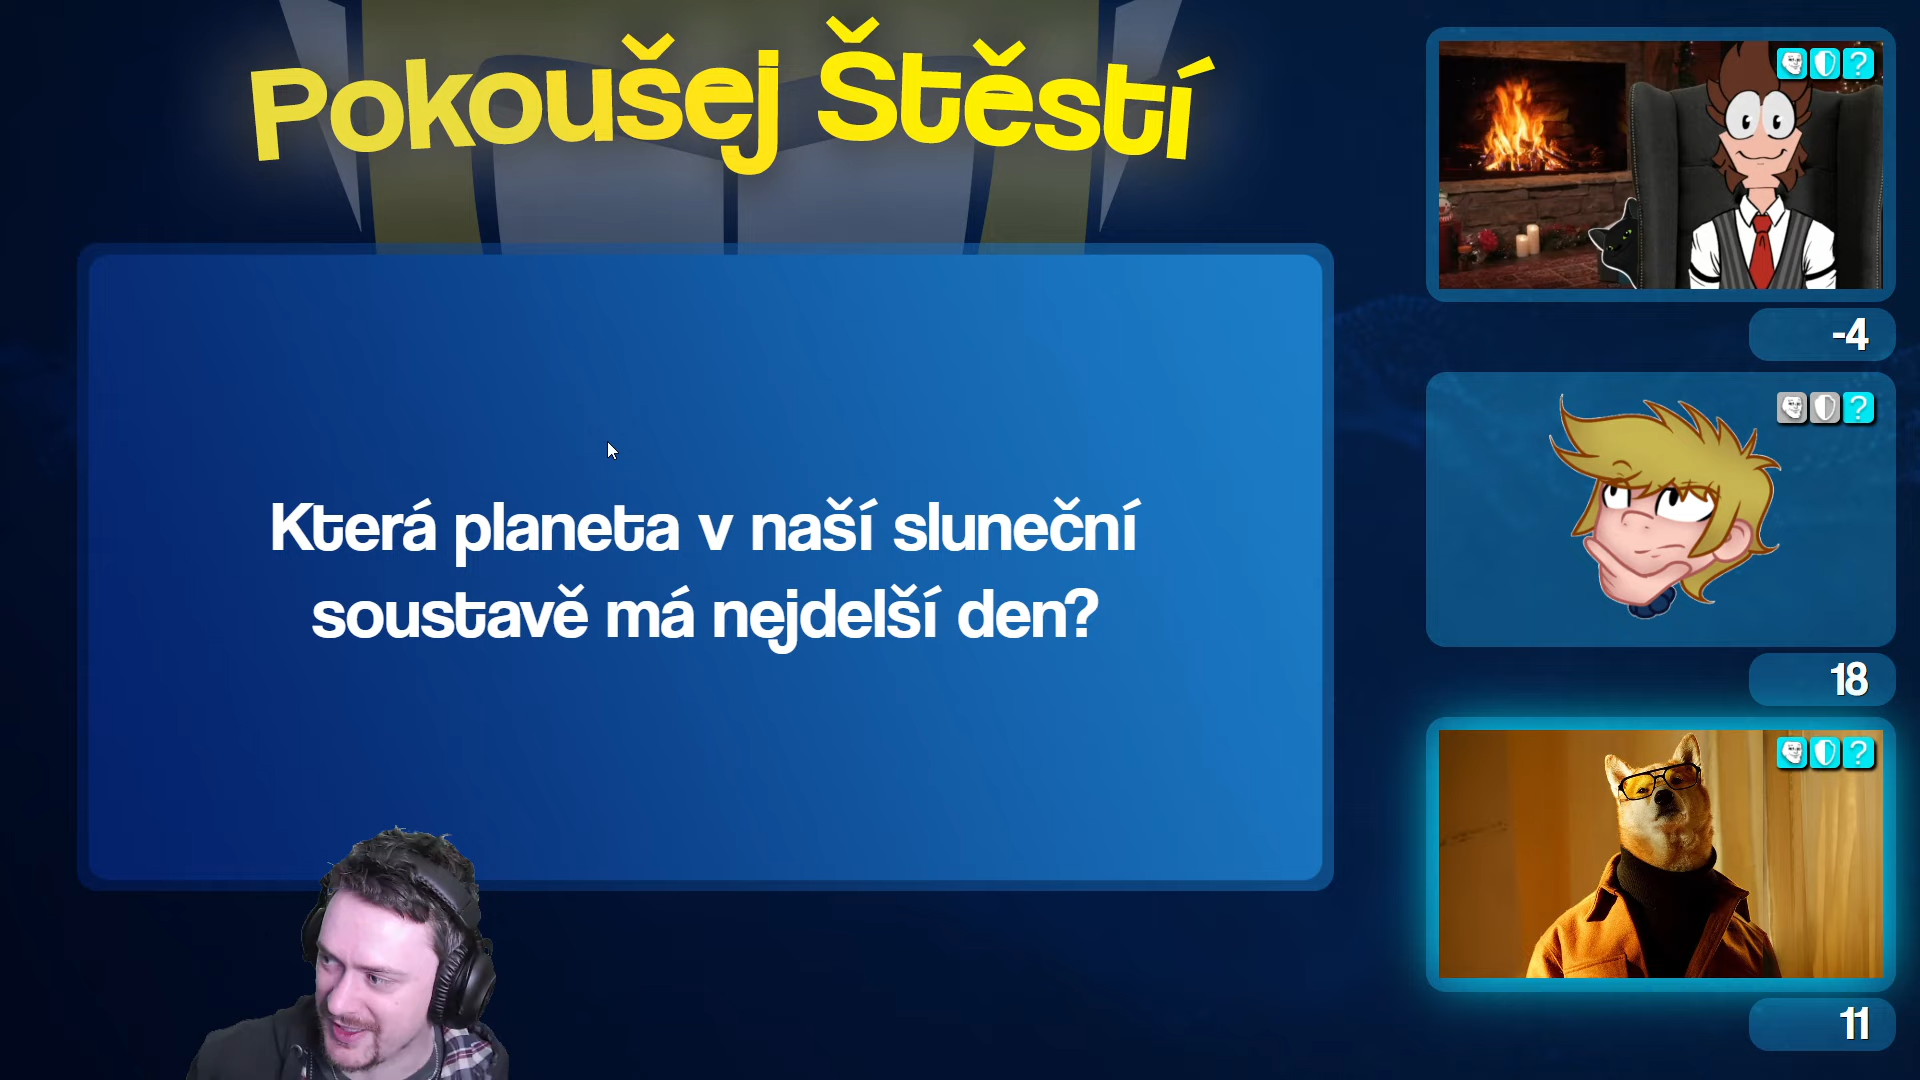 Pokoušej Štěstí
Která planeta v naší sluneční
soustavě má nejdelší den?
?
-4
?
18
?
11